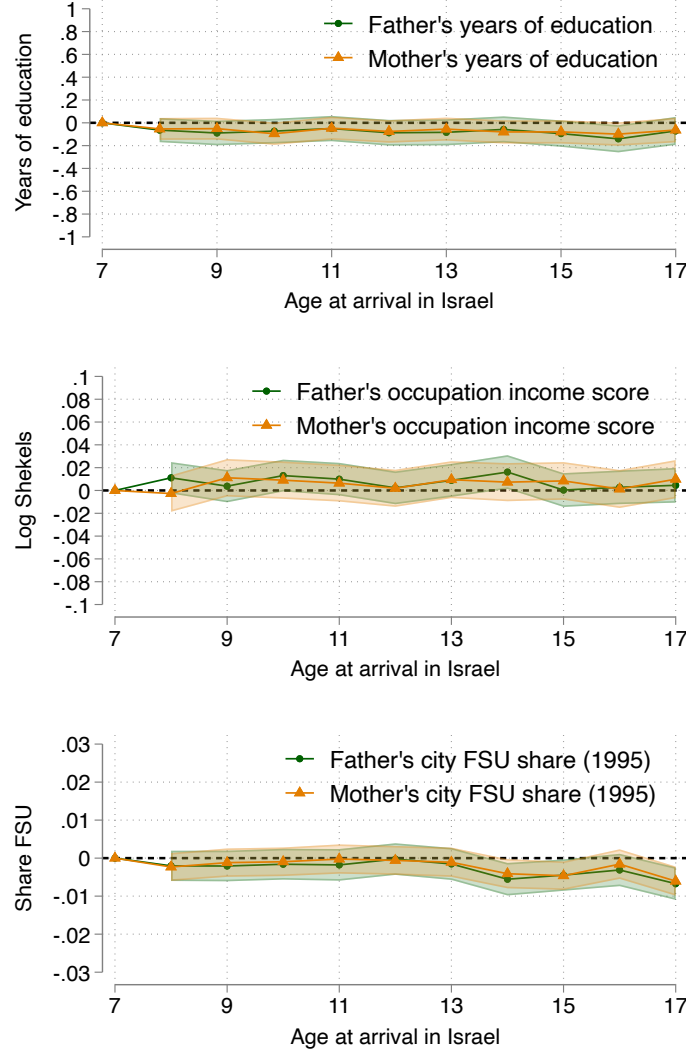 1
.8
.6
.4
.2
0
-.2
-.4
-.6
-.8
-1
Years of education
Father's years of education
Mother's years of education
7 9 11 13 15 17
Age at arrival in Israel
.1
.08
.06
.04
.02
0
-.02
-.04
-.06
-.08
-.1
Log Shekels
Father's occupation income score
Mother's occupation income score
7 9 11 13 15 17
Age at arrival in Israel
.03
.02
.01
0
-.01
-.02
-.03
Share FSU
Father's city FSU share (1995)
Mother's city FSU share (1995)
7 9 11 13 15 17
Age at arrival in Israel